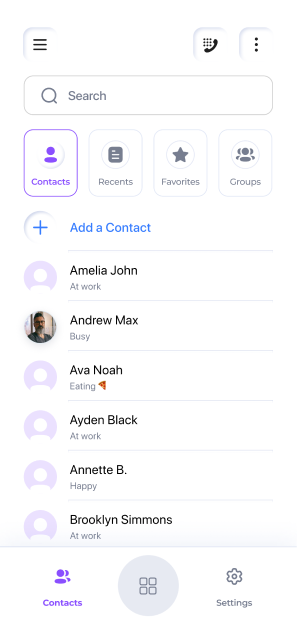 Search
Contacts
Recents
Favorites
Groups
Add a Contact
Amelia John
At work
Andrew Max
Busy
Ava Noah
Eating 🍕
Ayden Black
At work
Annette B.
Happy
Brooklyn Simmons
At work
Contacts
Settings